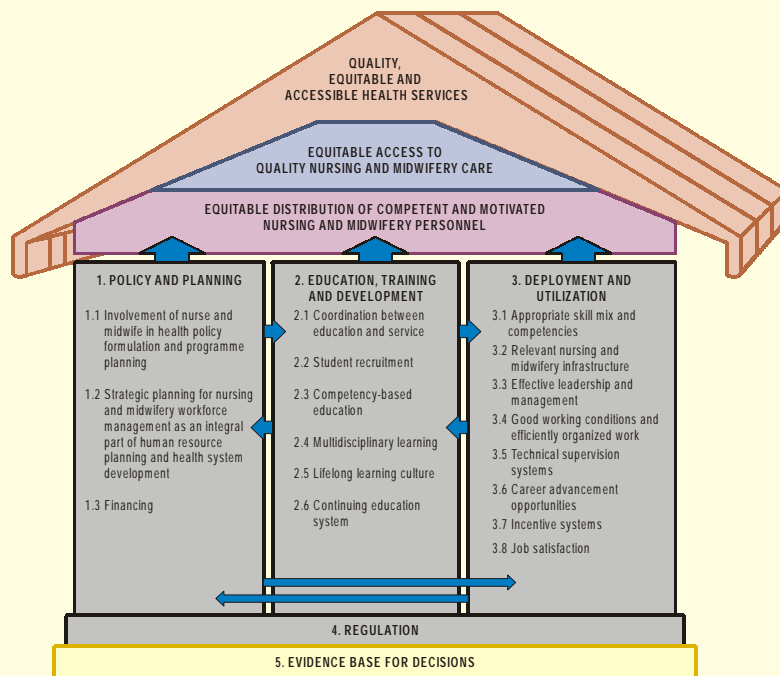 QUALITY,
EQUITABLE AND
ACCESSIBLE HEALTH SERVICES
EQUITABLE ACCESS TO
QUALITY NURSING AND MIDWIFERY CARE
EQUITABLE DISTRIBUTION OF COMPETENT AND MOTIVATED
NURSING AND MIDWIFERY PERSONNEL
1. POLICY AND PLANNING
1.1 Involvement of nurse and
midwife in health policy
formulation and programme
planning
1.2 Strategic planning for nursing
and midwifery workforce
management as an integral
part of human resource
planning and health system
development
1.3 Financing
2. EDUCATION, TRAINING
AND DEVELOPMENT
2.1 Coordination between
education and service
2.2 Student recruitment
2.3 Competency-based
education
2.4 Multidisciplinary learning
2.5 Lifelong learning culture
2.6 Continuing education
system
3. DEPLOYMENT AND
UTILIZATION
3.1 Appropriate skill mix and
competencies
3.2 Relevant nursing and
midwifery infrastructure
3.3 Effective leadership and
management
3.4 Good working conditions and
efficiently organized work
3.5 Technical supervision
systems
3.6 Career advancement
opportunities
3.7 Incentive systems
3.8 Job satisfaction
4. REGULATION
5. EVIDENCE BASE FOR DECISIONS